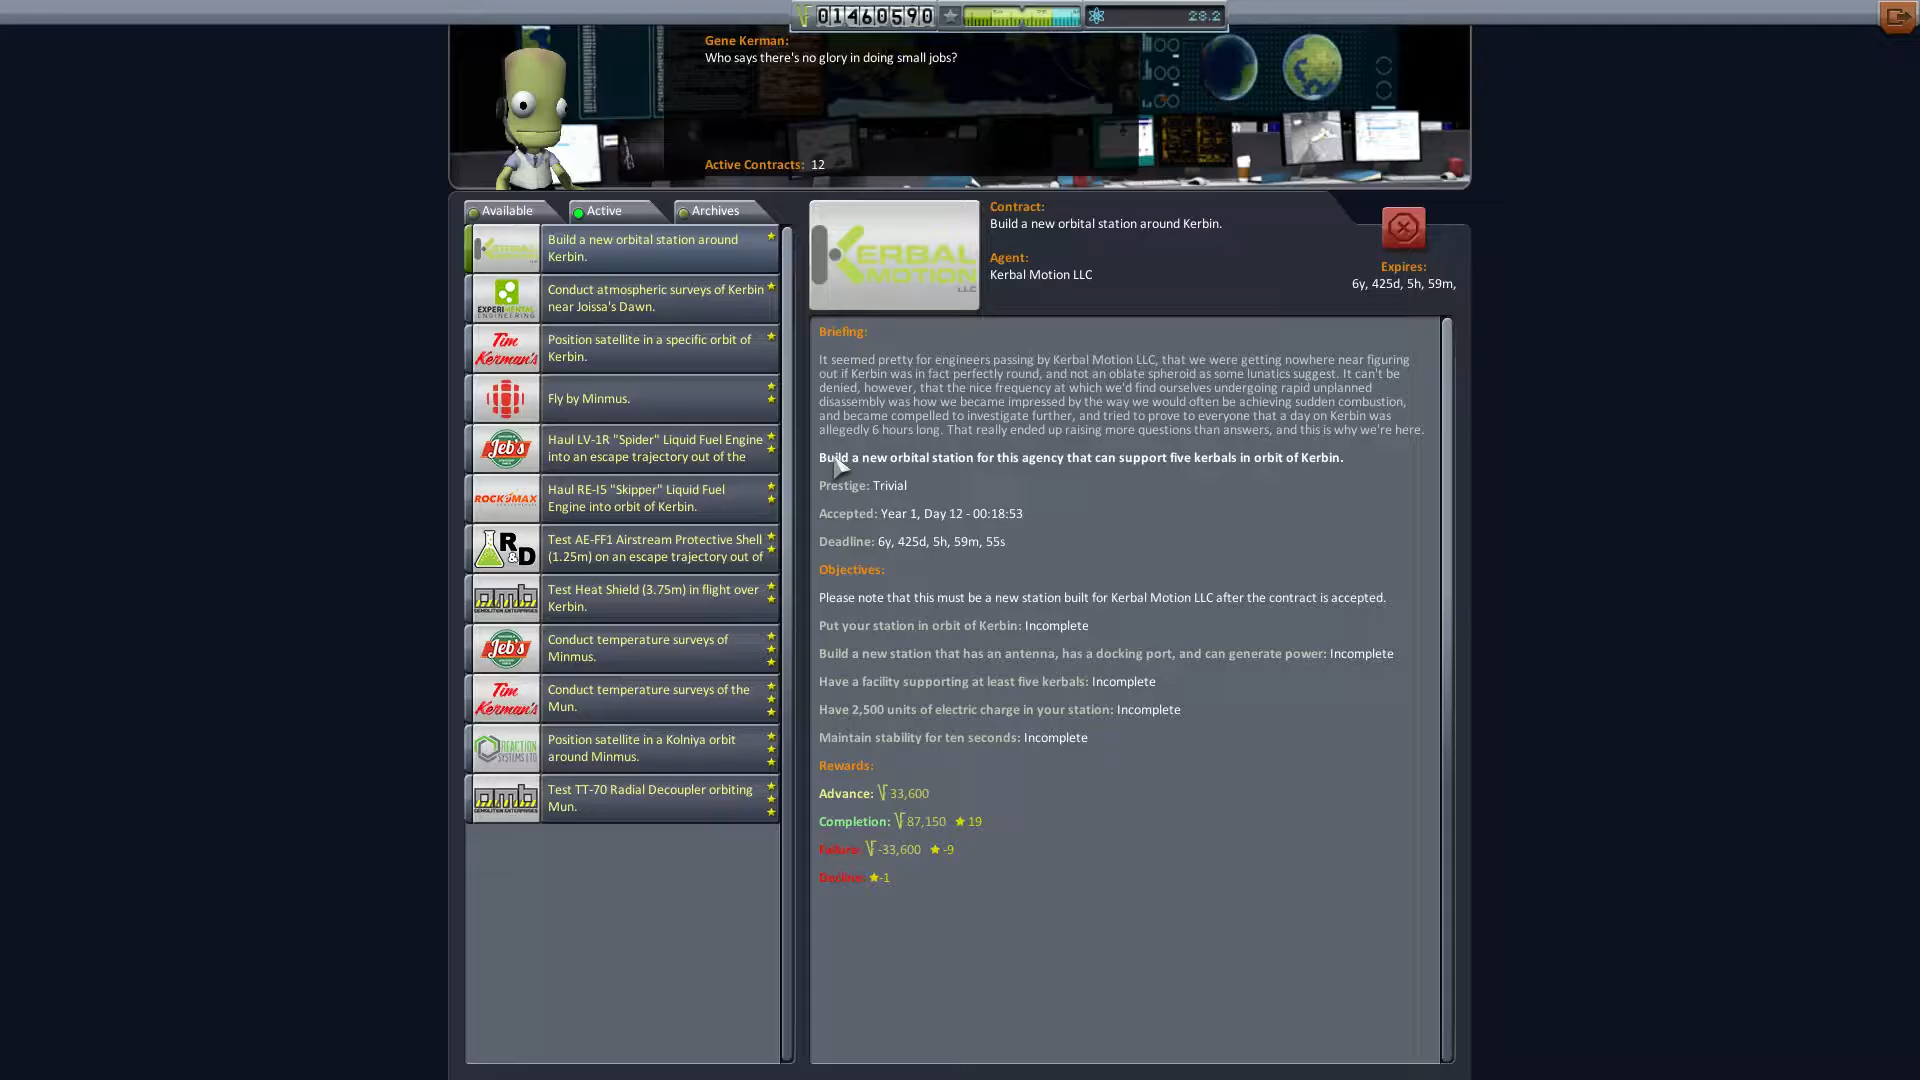 01460590
28.2
Gene Kerman:
Who says there's no glory in doing small jobs?
Active Contracts: 12
Available
Active
Archives
Build a new orbital station around
Kerbin.
EXPERIMENTAL
ENGINEERING
Conduct atmospheric surveys of Kerbin
near Joissa's Dawn.
Tim
Kerman's
Position satellite in a specific orbit of
Kerbin.
Fly by Minmus.
Jeb's
Haul LV-1R "Spider" Liquid Fuel Engine
into an escape trajectory out of the
ROCKOMAX
Haul RE-I5 "Skipper" Liquid Fuel
Engine into orbit of Kerbin.
R&D
Test AE-FF1 Airstream Protective Shell
(1.25m) on an escape trajectory out of
Test Heat Shield (3.75m) in flight over
Kerbin.
Jeb's
Conduct temperature surveys of
Minmus.
Tim
Kerman's
Conduct temperature surveys of the
Mun.
REACTION
SYSTEMS LTD
Position satellite in a Kolniya orbit
around Minmus.
Test TT-70 Radial Decoupler orbiting
Mun.
KERBAL
MOTION
LLC
Contract:
Build a new orbital station around Kerbin.
Agent:
Kerbal Motion LLC
Expires:
6y, 425d, 5h, 59m,
Briefing:
It seemed pretty for engineers passing by Kerbal Motion LLC, that we were getting nowhere near figuring
out if Kerbin was in fact perfectly round, and not an oblate spheroid as some lunatics suggest. It can't be
denied, however, that the nice frequency at which we'd find ourselves undergoing rapid unplanned
disassembly was how we became impressed by the way we would often be achieving sudden combustion,
and became compelled to investigate further, and tried to prove to everyone that a day on Kerbin was
allegedly 6 hours long. That really ended up raising more questions than answers, and this is why we're here.
Build a new orbital station for this agency that can support five kerbals in orbit of Kerbin.
Prestige: Trivial
Accepted: Year 1, Day 12 - 00:18:53
Deadline: 6y, 425d, 5h, 59m, 55s
Objectives:
Please note that this must be a new station built for Kerbal Motion LLC after the contract is accepted.
Put your station in orbit of Kerbin: Incomplete
Build a new station that has an antenna, has a docking port, and can generate power: Incomplete
Have a facility supporting at least five kerbals: Incomplete
Have 2,500 units of electric charge in your station: Incomplete
Maintain stability for ten seconds: Incomplete
Rewards:
Advance: 33,600
Completion: 87,150 19
Failure: -33,600 -9
Decline: -1